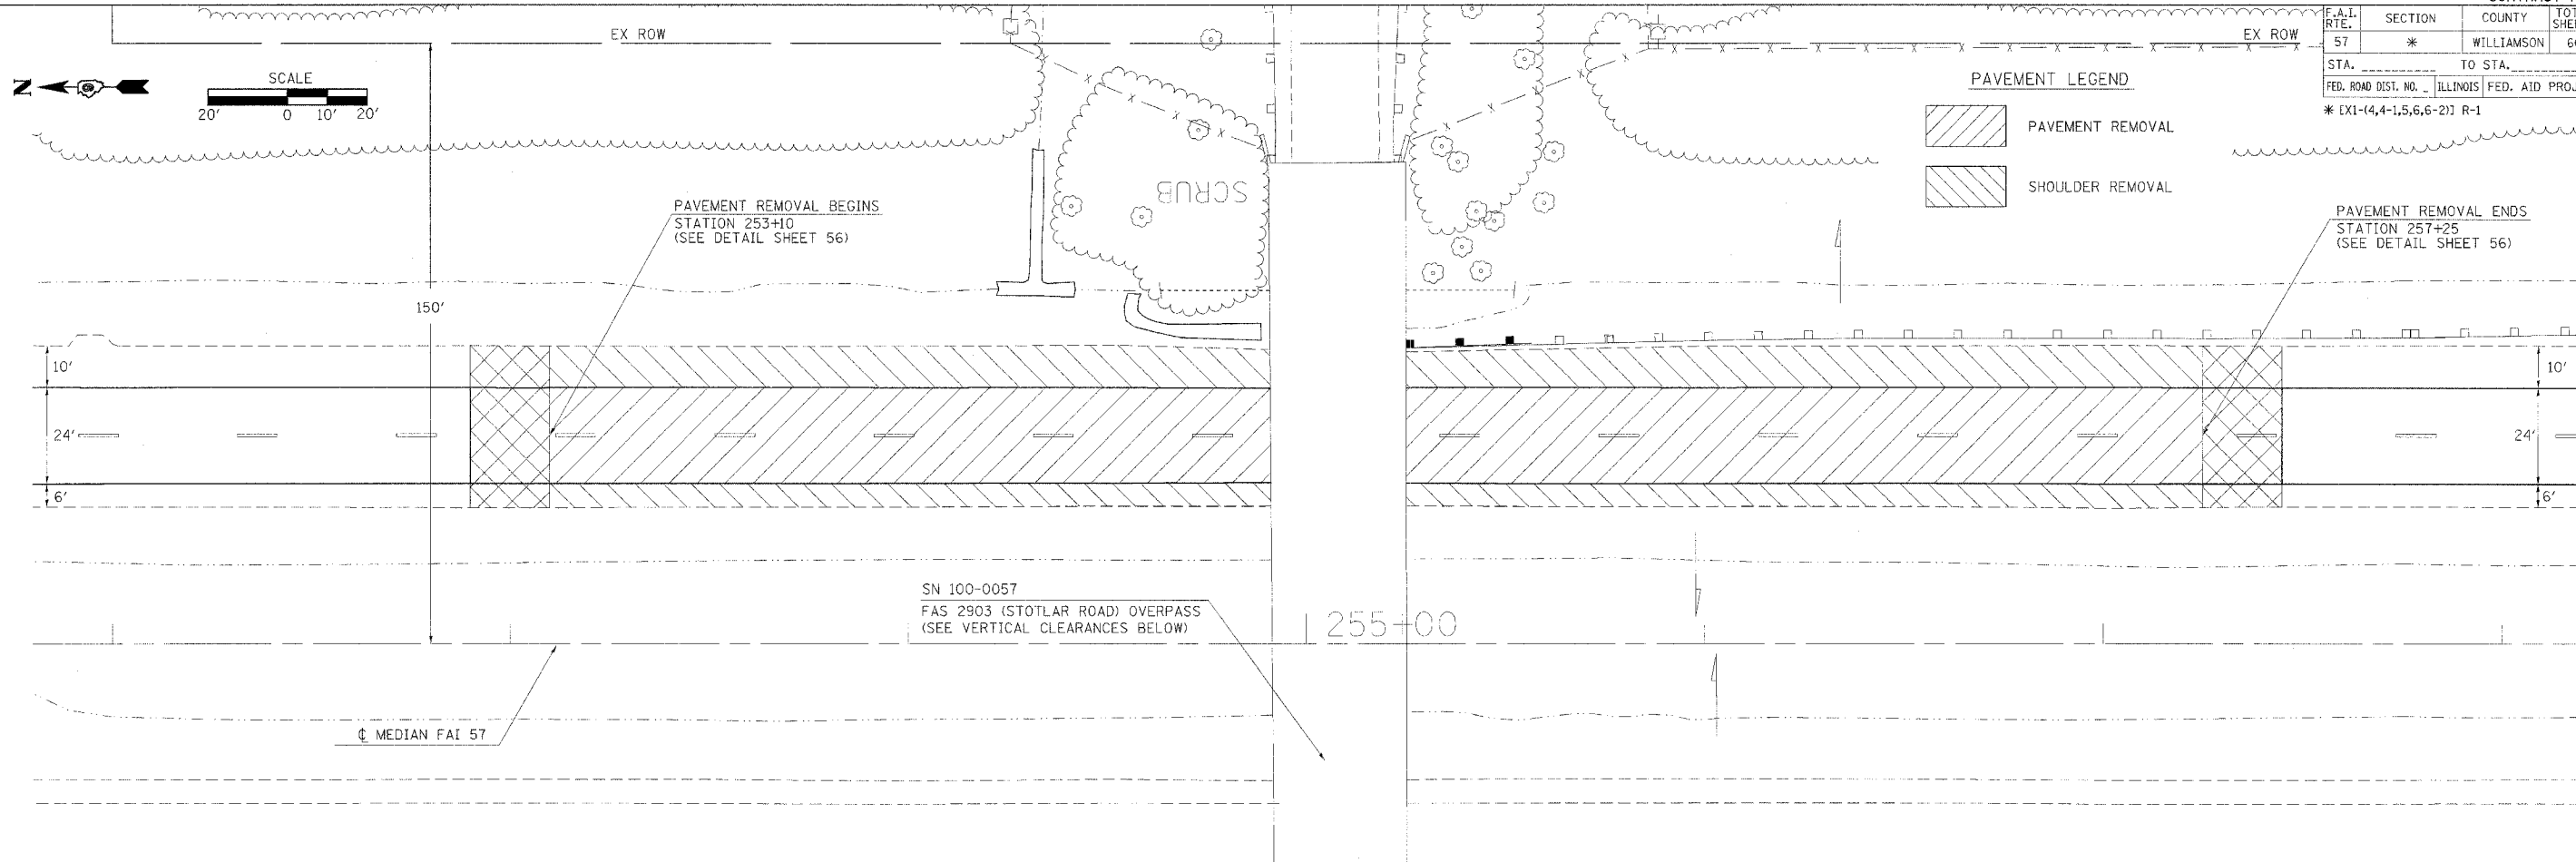 EX ROW
EX ROW
F.A.I. RTE. SECTION COUNTY
57 * WILLIAMSON
STA. TO STA.
FED. ROAD DIST. NO. _ ILLINOIS FED. AID
* [X1-(4,4-1,5,6,6-2)] R-1
N
SCALE
20' 0 10' 20'
PAVEMENT LEGEND
PAVEMENT REMOVAL
SHOULDER REMOVAL
SCRUB
PAVEMENT REMOVAL BEGINS
STATION 253+10
(SEE DETAIL SHEET 56)
PAVEMENT REMOVAL ENDS
STATION 257+25
(SEE DETAIL SHEET 56)
150'
10'
10'
24'
24'
6'
6'
SN 100-0057
FAS 2903 (STOTLAR ROAD) OVERPASS
(SEE VERTICAL CLEARANCES BELOW)
255+00
℄ MEDIAN FAI 57